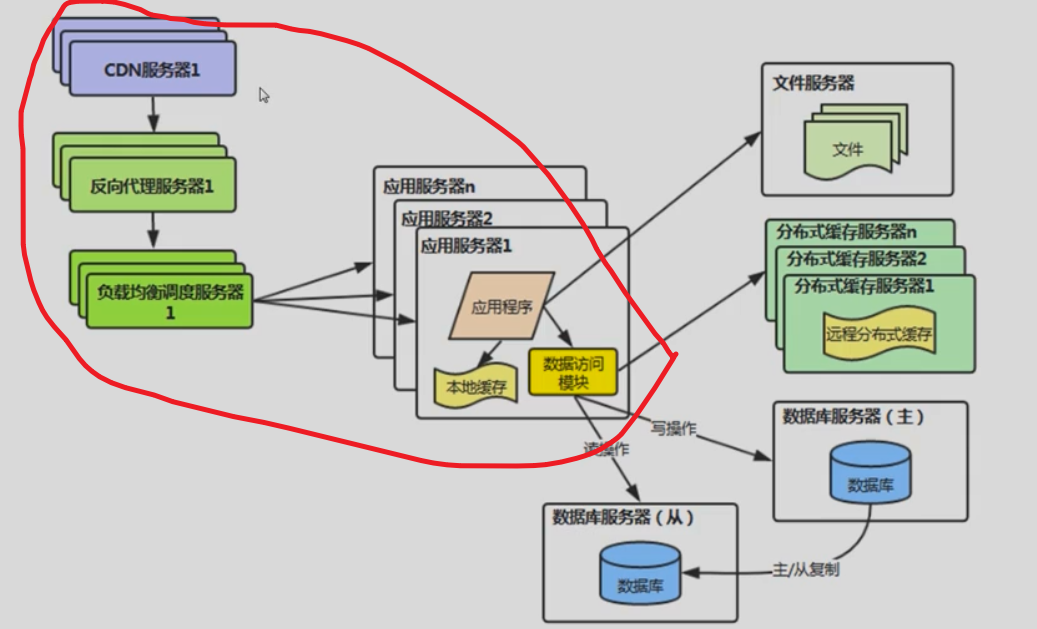 CDN服务器1
反向代理服务器1
负载均衡调度服务器
1
应用服务器n
应用服务器2
应用服务器1
应用程序
本地缓存
数据访问
模块
文件服务器
文件
分布式缓存服务器n
分布式缓存服务器2
分布式缓存服务器1
远程分布式缓存
写操作
读操作
数据库服务器（主）
数据库
数据库服务器（从）
数据库
主/从复制